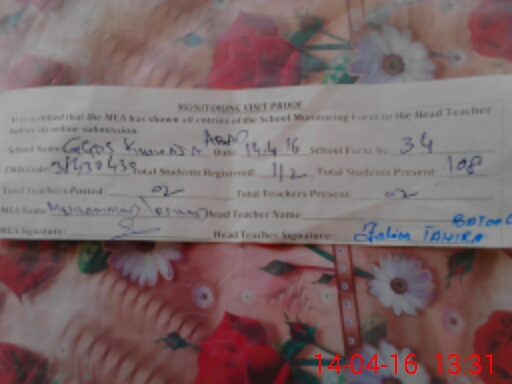 MONITORING VISIT PROOF
It is certified that the MEA has shown all entries of the School Monitoring Form to the Head Teacher
before its online submission.
School Name: GGPS Abad Date: 14.4.16 School Form No: 34
EMIS Code: Total Students Registered: 112 Total Students Present: 108
Total Teachers Posted: 02 Total Teachers Present: 02
MEA Name: Muhammad Head Teacher Name
MEA Signature: Head Teacher Signature: TAHIRA BATOOL
14-04-16 13:31